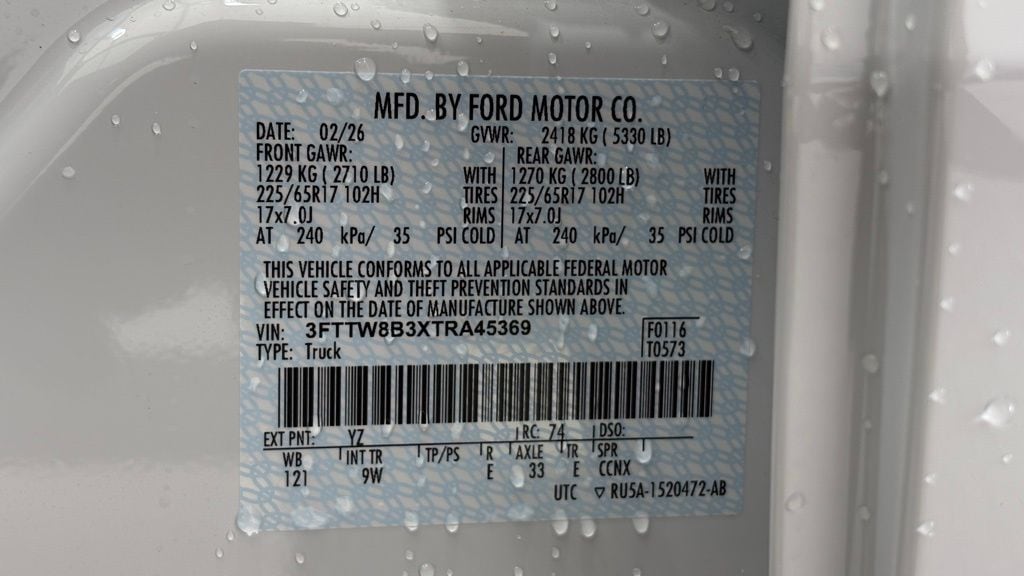 MFD. BY FORD MOTOR CO.
DATE: 02/26 GVWR: 2418 KG ( 5330 LB)
FRONT GAWR: REAR GAWR:
1229 KG ( 2710 LB) WITH 1270 KG ( 2800 LB) WITH
225/65R17 102H TIRES 225/65R17 102H TIRES
17x7.0J RIMS 17x7.0J RIMS
AT 240 kPa/ 35 PSI COLD AT 240 kPa/ 35 PSI COLD
THIS VEHICLE CONFORMS TO ALL APPLICABLE FEDERAL MOTOR
VEHICLE SAFETY AND THEFT PREVENTION STANDARDS IN
EFFECT ON THE DATE OF MANUFACTURE SHOWN ABOVE.
VIN: 3FTTW8B3XTRA45369 F0116
TYPE: Truck T0573
EXT PNT: YZ RC: 74 DSO:
WB INT TR TP/PS R AXLE TR SPR
121 9W E 33 E CCNX
UTC ▽ RU5A-1520472-AB